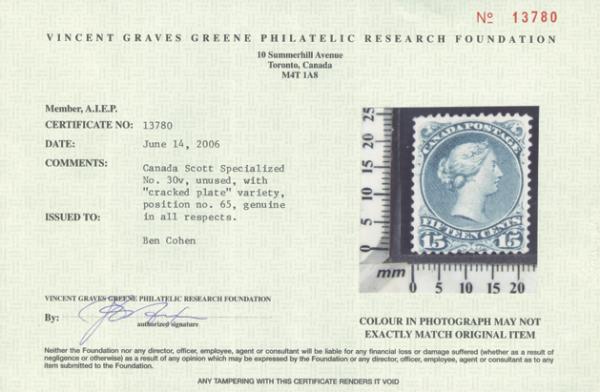 No 13780
VINCENT GRAVES GREENE PHILATELIC RESEARCH FOUNDATION
10 Summerhill Avenue
Toronto, Canada
M4T 1A8
Member, A.I.E.P.
CERTIFICATE NO: 13780
DATE: June 14, 2006
COMMENTS: Canada Scott Specialized
No. 30v, unused, with
"cracked plate" variety,
position no. 65, genuine
in all respects.
ISSUED TO:
Ben Cohen
CANADA POSTAGE
FIFTEEN CENTS
15 15
0 5 10 15 20 25
mm 0 5 10 15 20
VINCENT GRAVES GREENE PHILATELIC RESEARCH FOUNDATION
By:
authorized signature
COLOUR IN PHOTOGRAPH MAY NOT
EXACTLY MATCH ORIGINAL ITEM
Neither the Foundation nor any director, officer, employee, agent or consultant will be liable for any financial loss or damage suffered (whether as a result of
negligence or otherwise) as a result of any opinion which may be expressed by the Foundation or any director, officer, employee, agent or consultant as to any
item submitted to the Foundation.
ANY TAMPERING WITH THIS CERTIFICATE RENDERS IT VOID